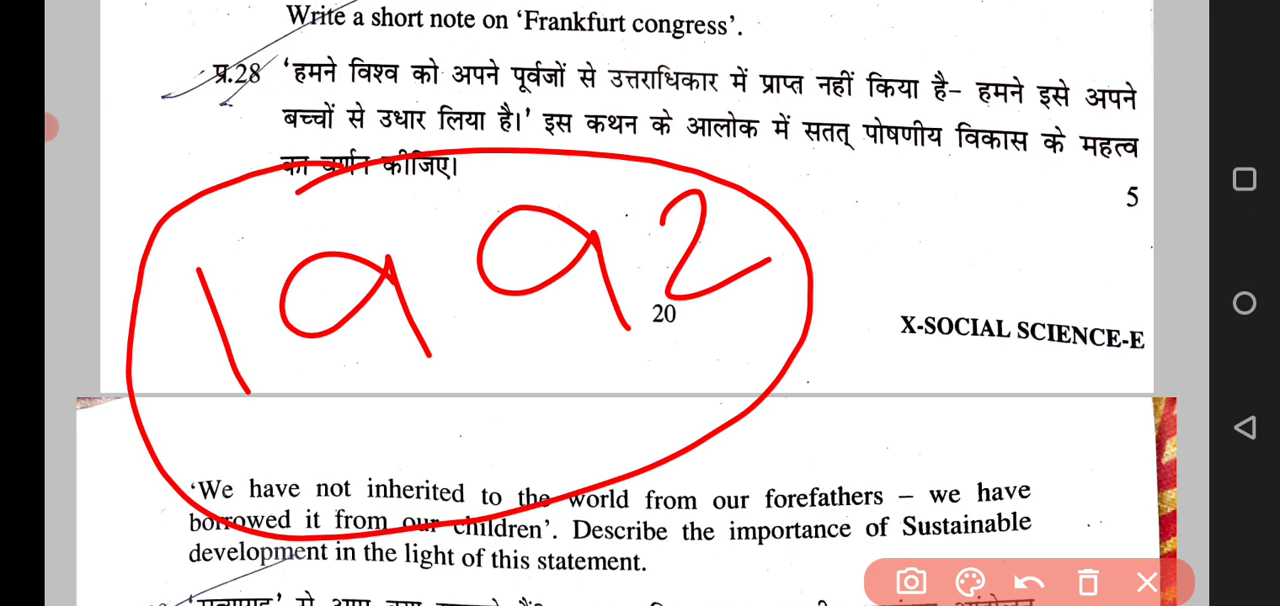 Write a short note on ‘Frankfurt congress’.
प्र.28 ‘हमने विश्व को अपने पूर्वजों से उत्तराधिकार में प्राप्त नहीं किया है– हमने इसे अपने
बच्चों से उधार लिया है।’ इस कथन के आलोक में सतत् पोषणीय विकास के महत्व
का वर्णन कीजिए।
5
1992
20
X-SOCIAL SCIENCE-E
‘We have not inherited to the world from our forefathers – we have
borrowed it from our children’. Describe the importance of Sustainable
development in the light of this statement.